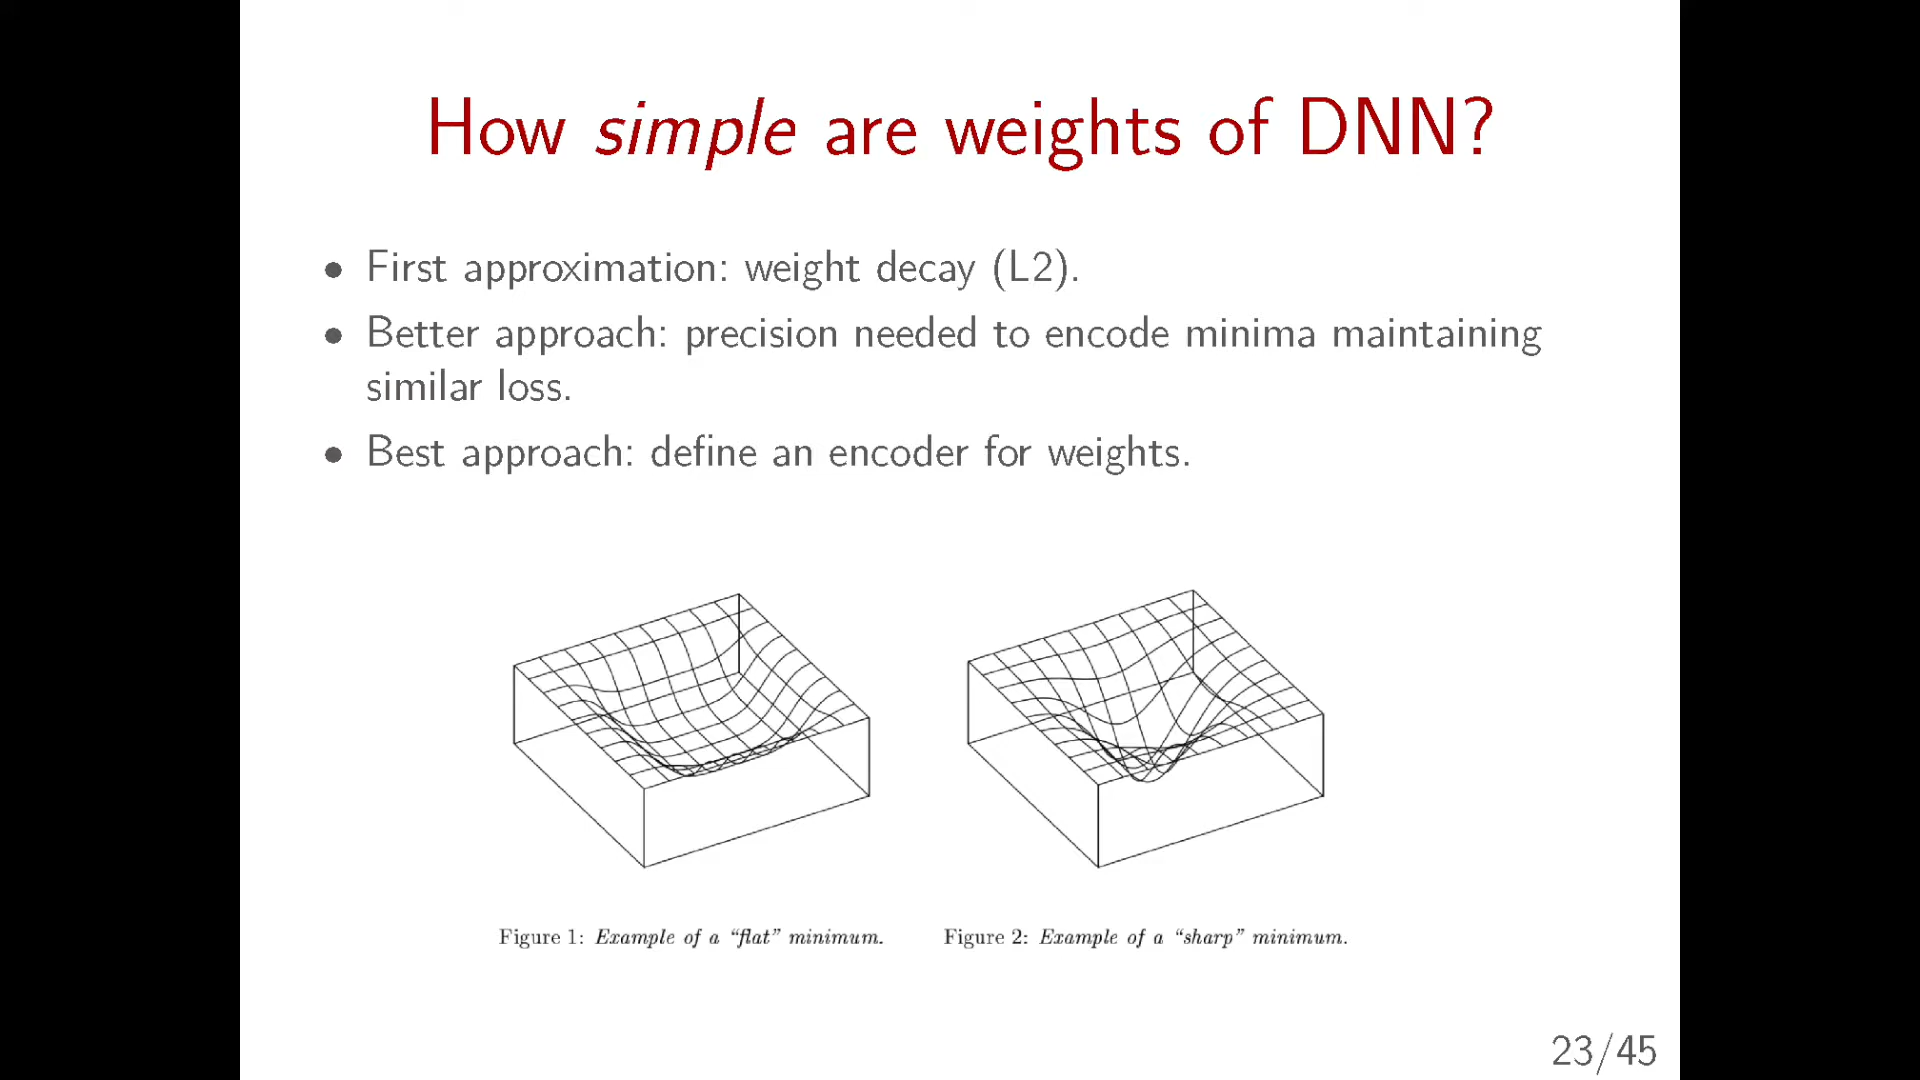 How simple are weights of DNN?
• First approximation: weight decay (L2).
• Better approach: precision needed to encode minima maintaining
similar loss.
• Best approach: define an encoder for weights.
Figure 1: Example of a “flat” minimum.
Figure 2: Example of a “sharp” minimum.
23/45